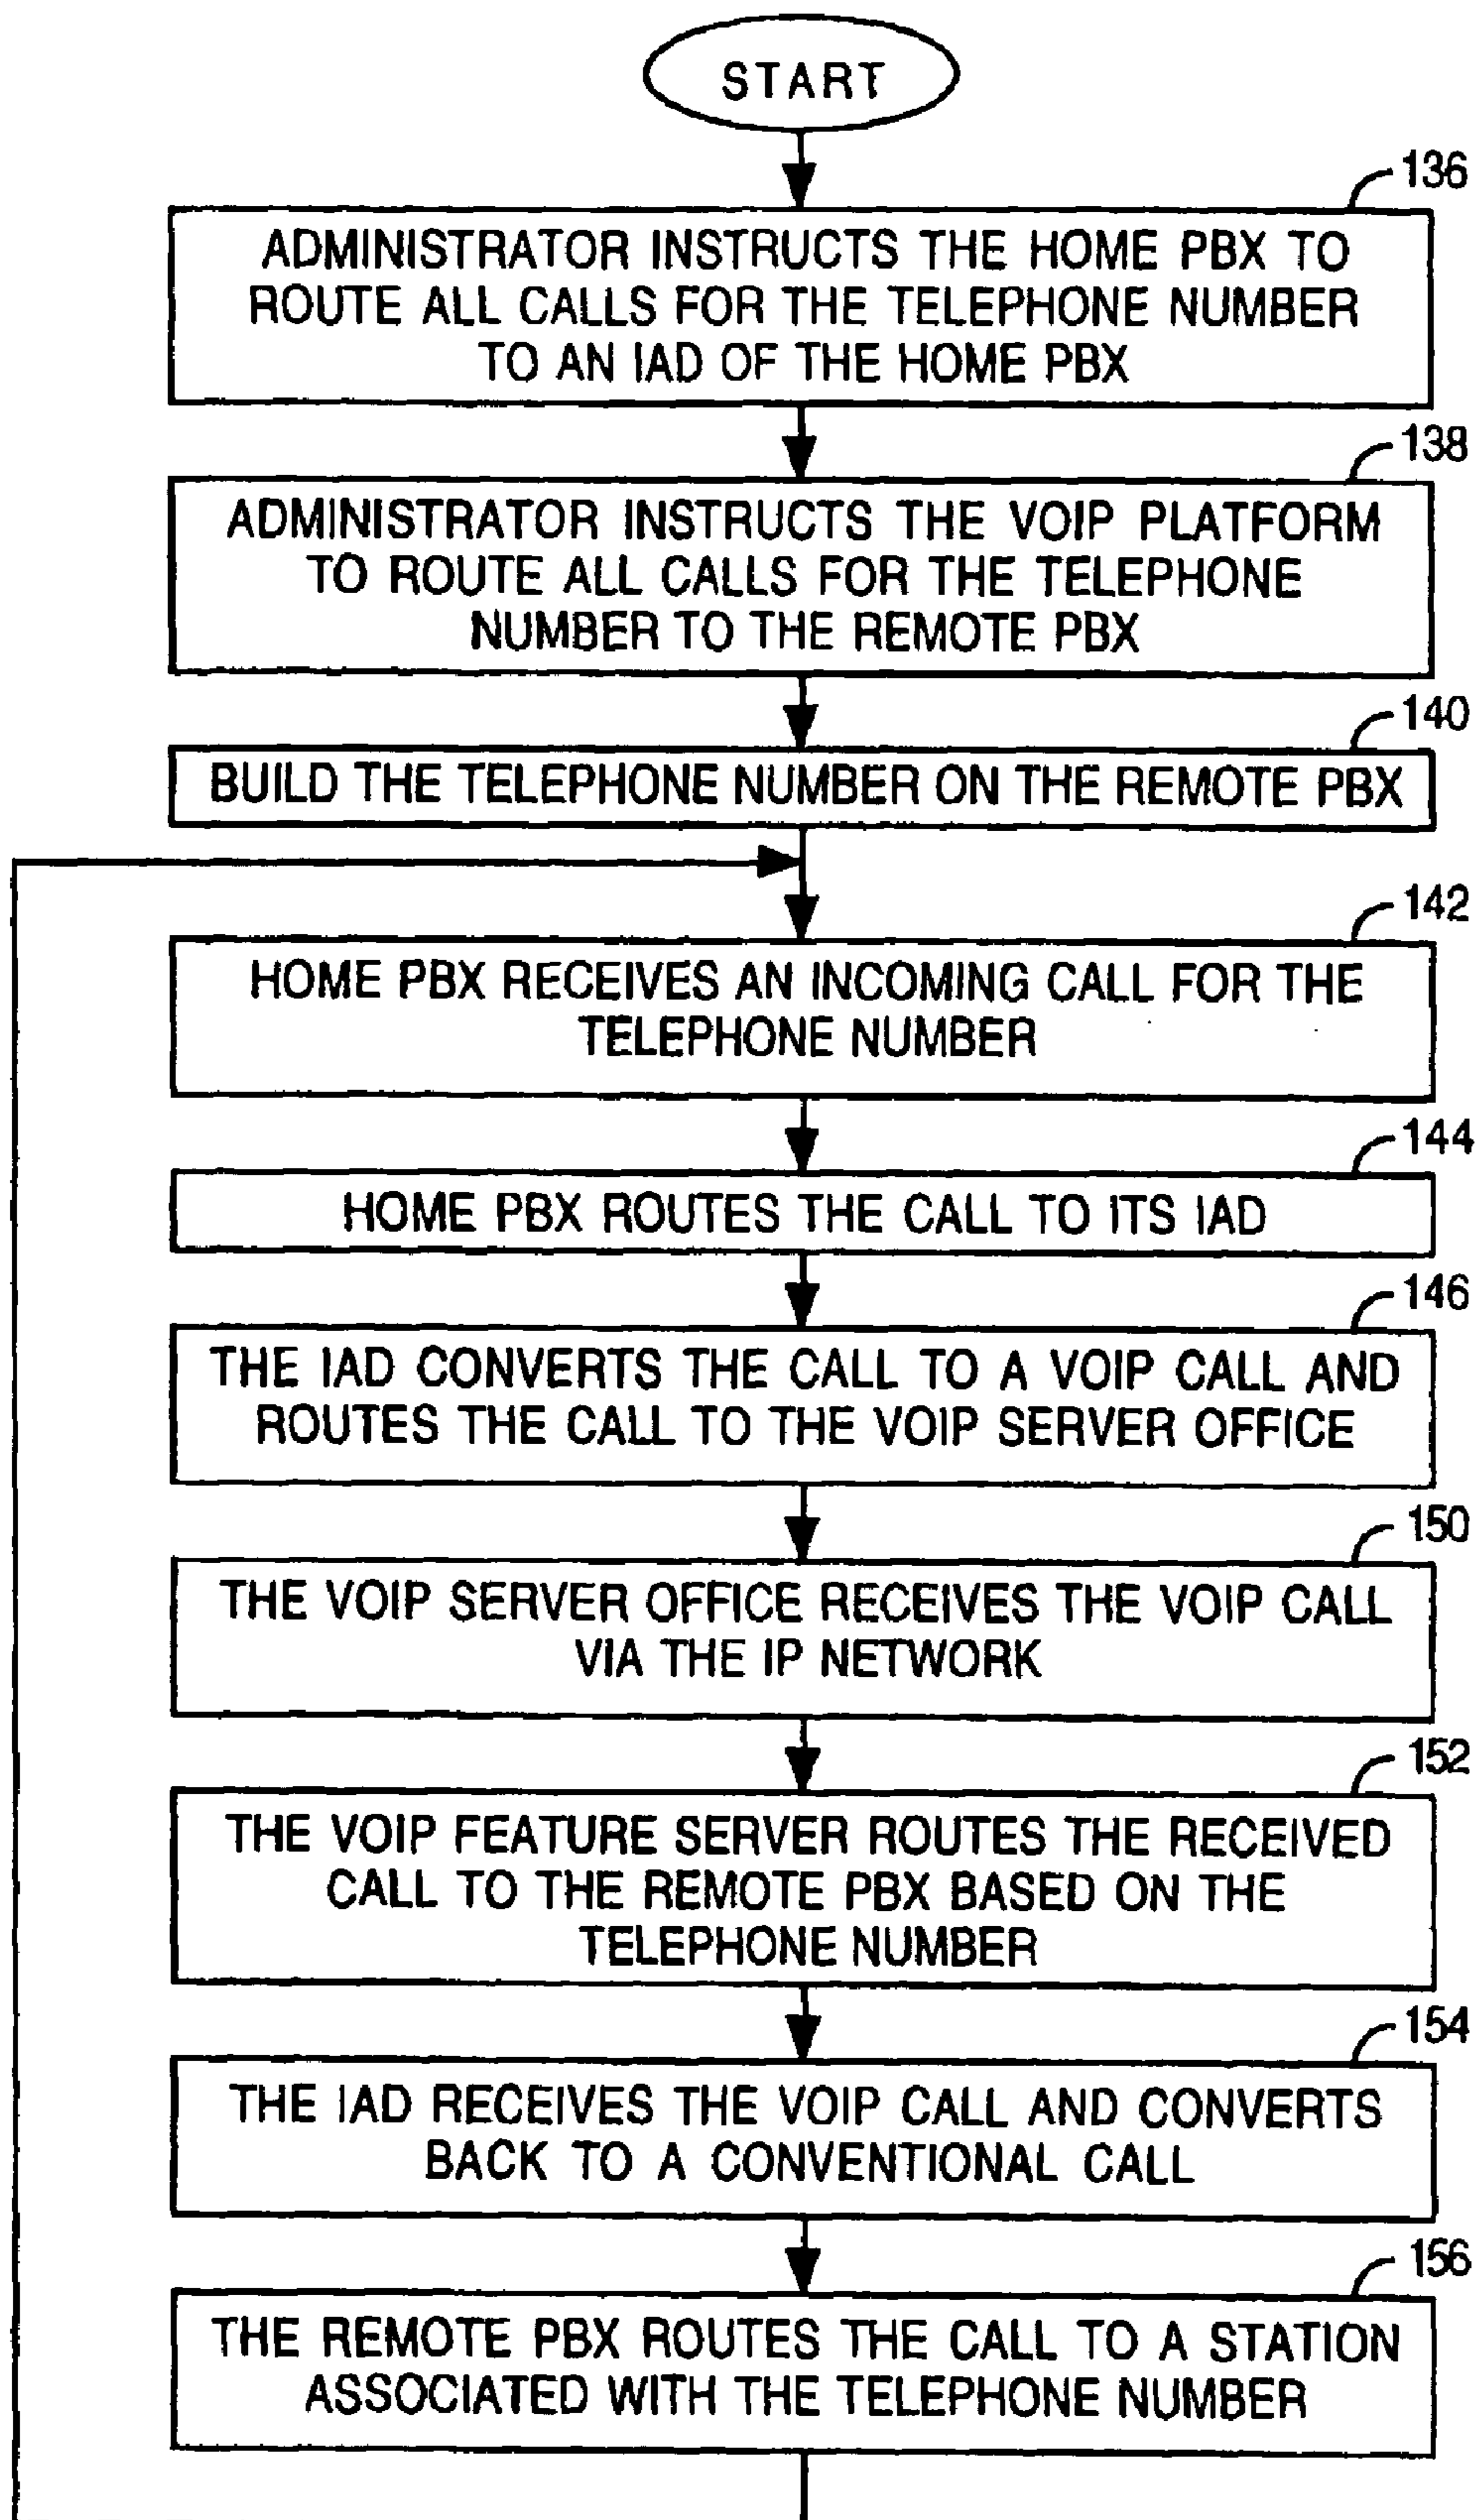 START
136
ADMINISTRATOR INSTRUCTS THE HOME PBX TO
ROUTE ALL CALLS FOR THE TELEPHONE NUMBER
TO AN IAD OF THE HOME PBX
138
ADMINISTRATOR INSTRUCTS THE VOIP PLATFORM
TO ROUTE ALL CALLS FOR THE TELEPHONE
NUMBER TO THE REMOTE PBX
140
BUILD THE TELEPHONE NUMBER ON THE REMOTE PBX
142
HOME PBX RECEIVES AN INCOMING CALL FOR THE
TELEPHONE NUMBER
144
HOME PBX ROUTES THE CALL TO ITS IAD
146
THE IAD CONVERTS THE CALL TO A VOIP CALL AND
ROUTES THE CALL TO THE VOIP SERVER OFFICE
150
THE VOIP SERVER OFFICE RECEIVES THE VOIP CALL
VIA THE IP NETWORK
152
THE VOIP FEATURE SERVER ROUTES THE RECEIVED
CALL TO THE REMOTE PBX BASED ON THE
TELEPHONE NUMBER
154
THE IAD RECEIVES THE VOIP CALL AND CONVERTS
BACK TO A CONVENTIONAL CALL
156
THE REMOTE PBX ROUTES THE CALL TO A STATION
ASSOCIATED WITH THE TELEPHONE NUMBER